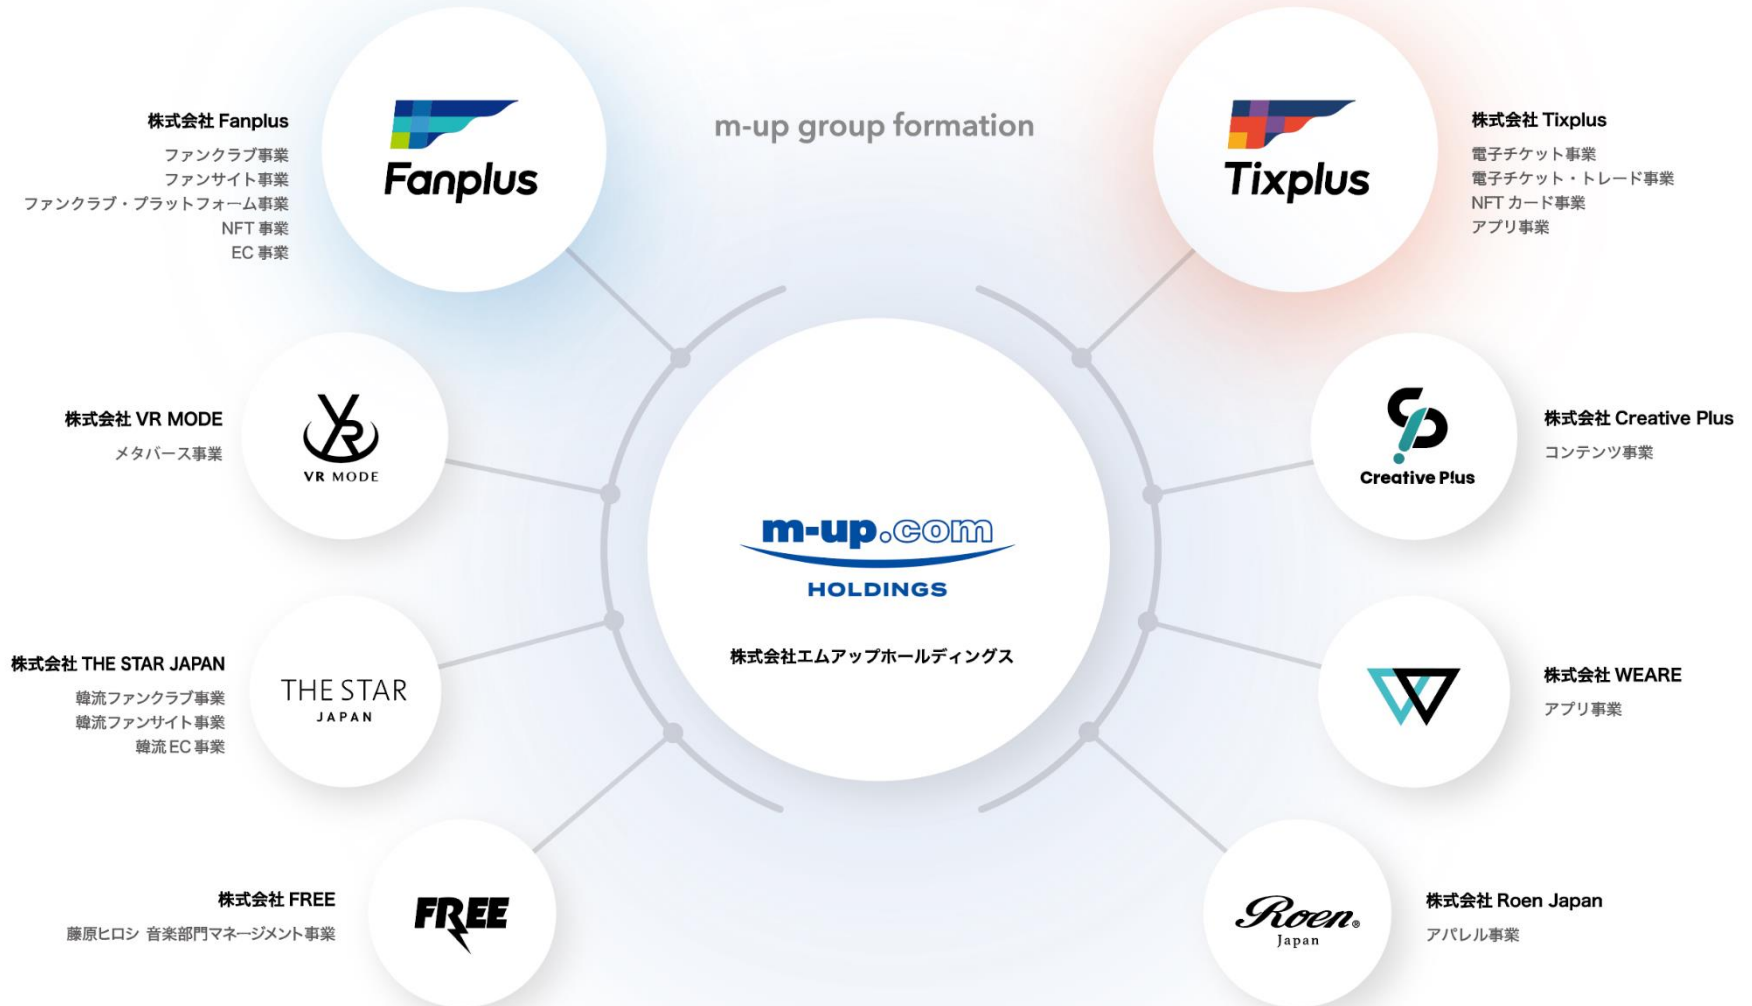 m-up group formation
株式会社 Fanplus
ファンクラブ事業
ファンサイト事業
ファンクラブ・プラットフォーム事業
NFT 事業
EC 事業
Fanplus
Tixplus
株式会社 Tixplus
電子チケット事業
電子チケット・トレード事業
NFT カード事業
アプリ事業
株式会社 VR MODE
メタバース事業
VR
VR MODE
Creative P!us
株式会社 Creative Plus
コンテンツ事業
m-up.com
HOLDINGS
株式会社エムアップホールディングス
株式会社 THE STAR JAPAN
韓流ファンクラブ事業
韓流ファンサイト事業
韓流 EC 事業
THE STAR
JAPAN
株式会社 WEARE
アプリ事業
株式会社 FREE
藤原ヒロシ 音楽部門マネージメント事業
FREE
Roen®
Japan
株式会社 Roen Japan
アパレル事業